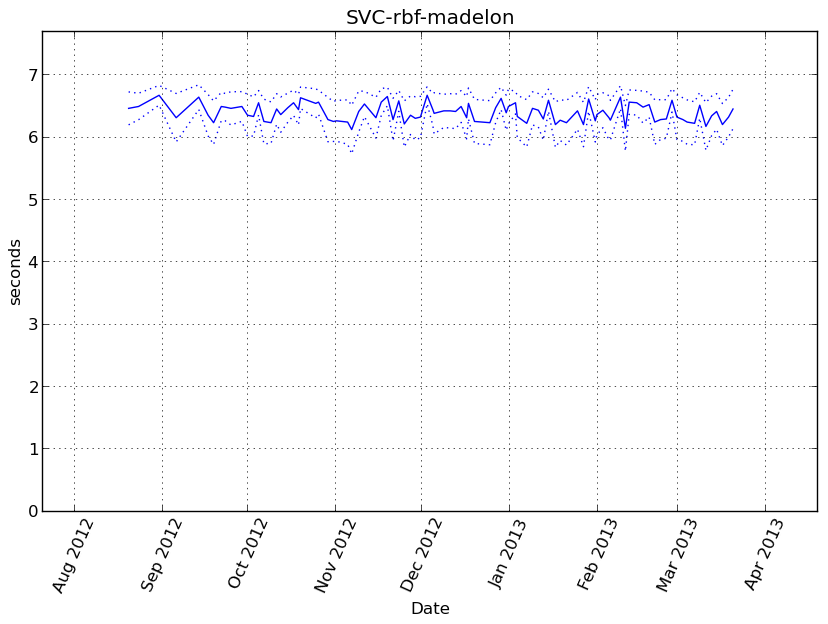 SVC-rbf-madelon
7
6
5
4
3
2
1
0
seconds
Aug 2012
Sep 2012
Oct 2012
Nov 2012
Dec 2012
Jan 2013
Feb 2013
Mar 2013
Apr 2013
Date